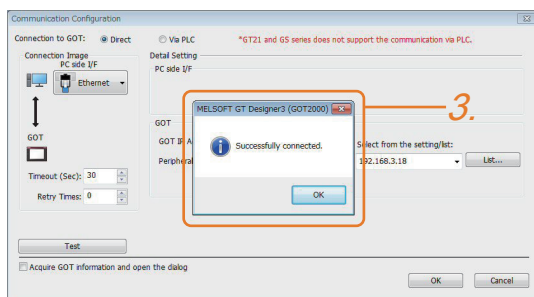 Communication Configuration
Connection to GOT: Direct Via PLC *GT21 and GS series does not support the communication via PLC.
Connection Image
PC side I/F
Ethernet
GOT
Timeout (Sec): 30
Retry Times: 0
Detail Setting
PC side I/F
MELSOFT GT Designer3 (GOT2000)
Successfully connected.
OK
3.
GOT
GOT IP A
Peripheral
Select from the setting/list:
192.168.3.18
List...
Test
Acquire GOT information and open the dialog
OK Cancel